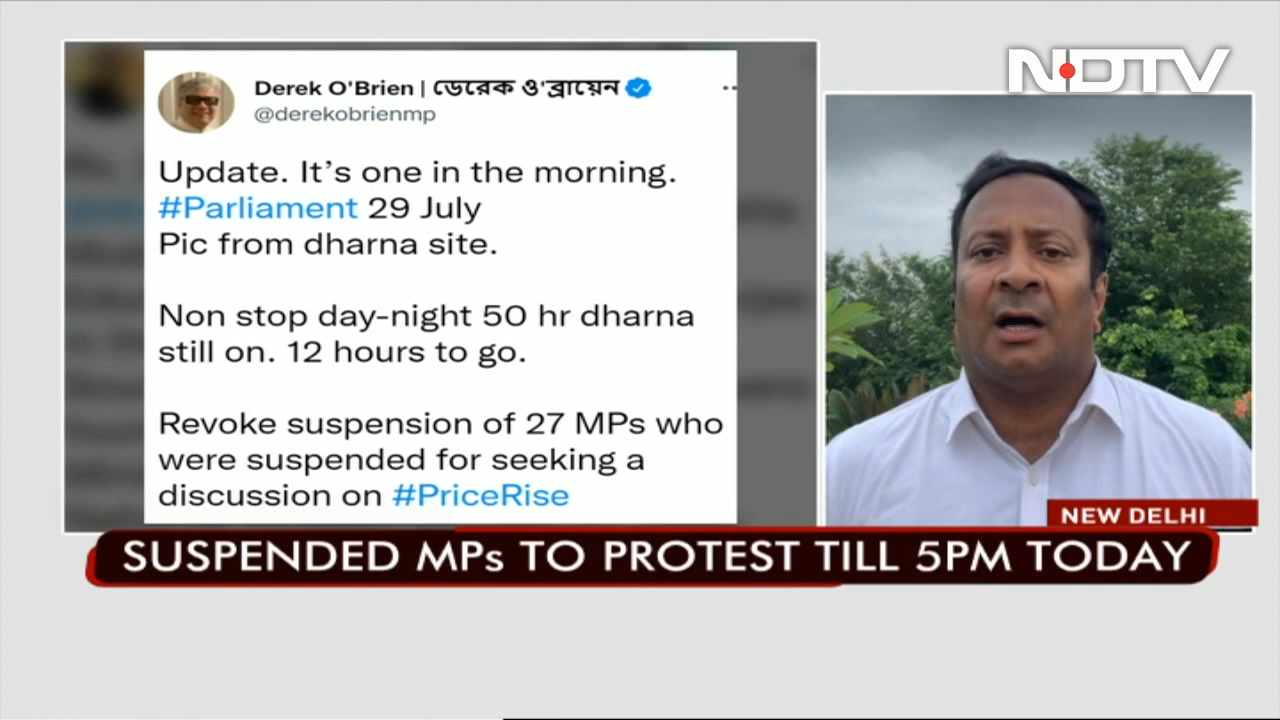 NDTV
Derek O'Brien | ডেরেক ও'ব্রায়েন
@derekobrienmp
Update. It’s one in the morning.
#Parliament 29 July
Pic from dharna site.
Non stop day-night 50 hr dharna
still on. 12 hours to go.
Revoke suspension of 27 MPs who
were suspended for seeking a
discussion on #PriceRise
NEW DELHI
SUSPENDED MPs TO PROTEST TILL 5PM TODAY